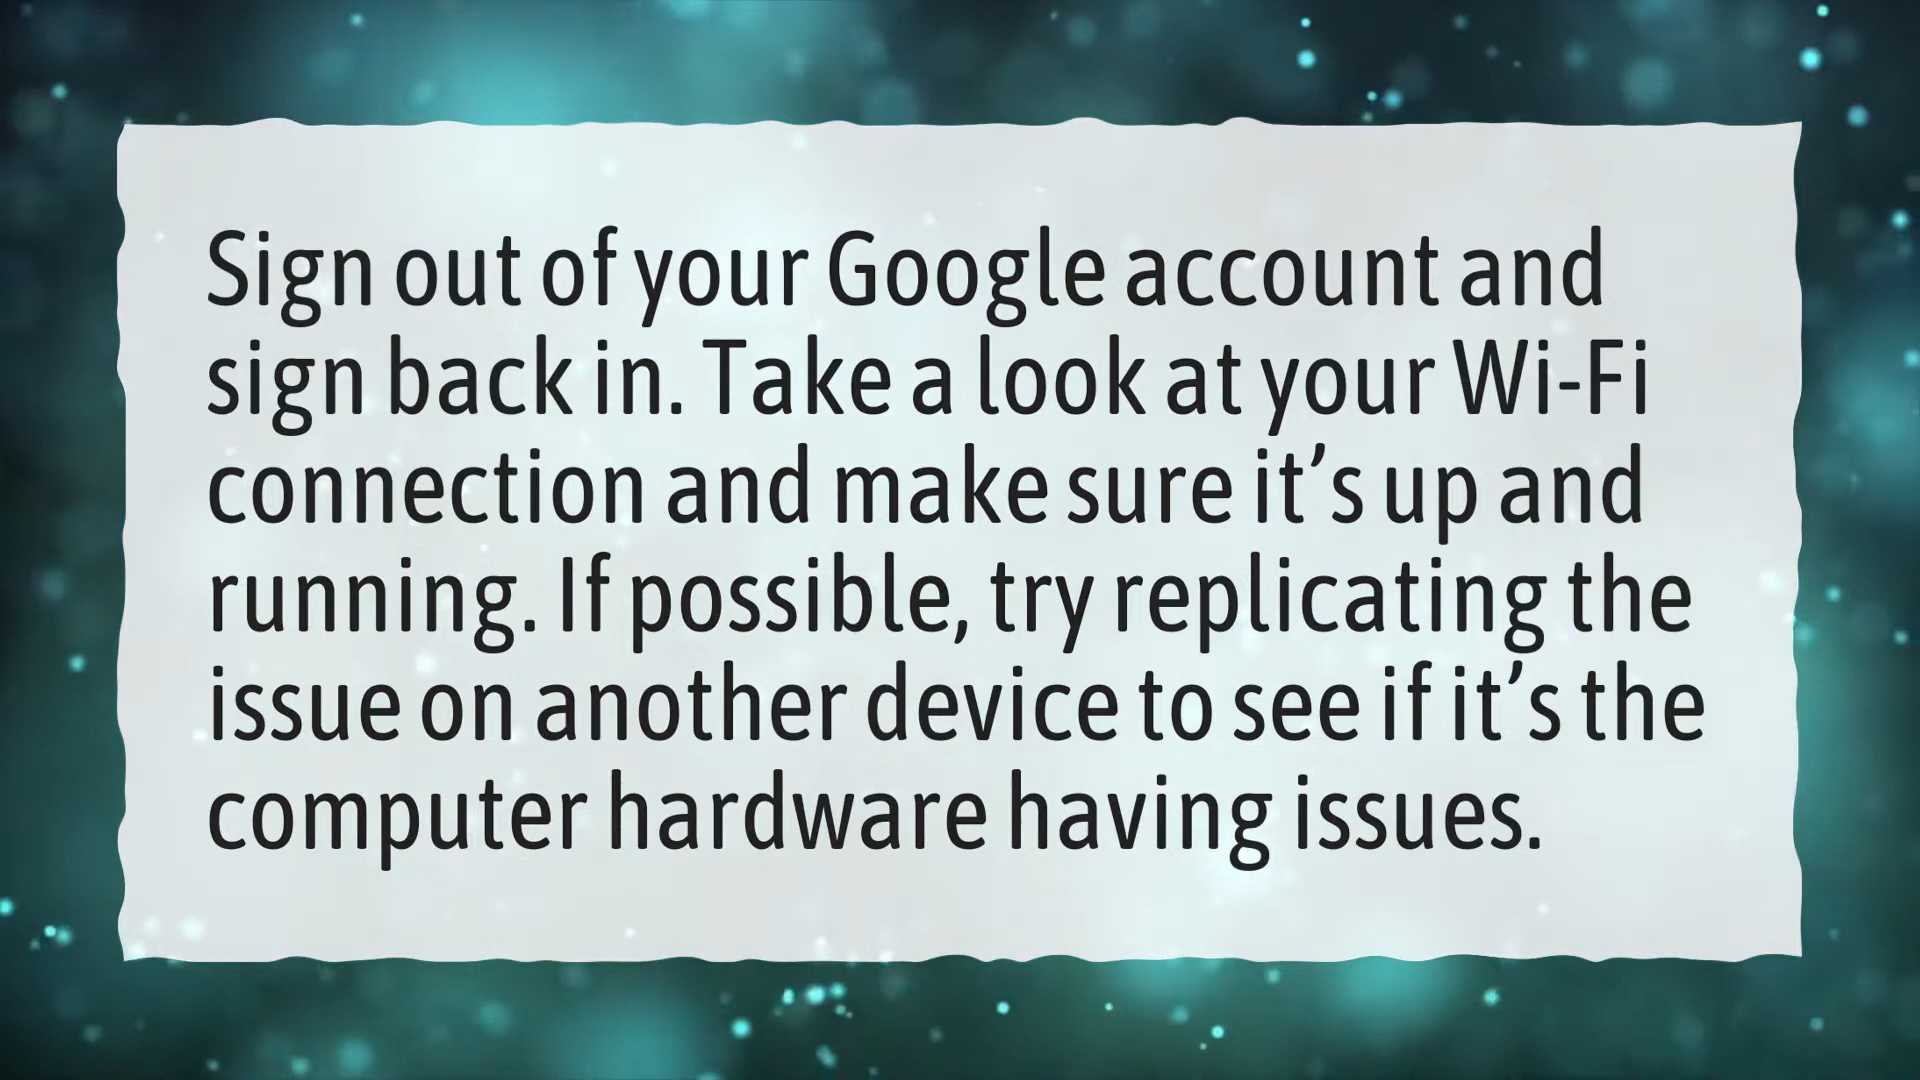 Sign out of your Google account and
sign back in. Take a look at your Wi-Fi
connection and make sure it’s up and
running. If possible, try replicating the
issue on another device to see if it’s the
computer hardware having issues.